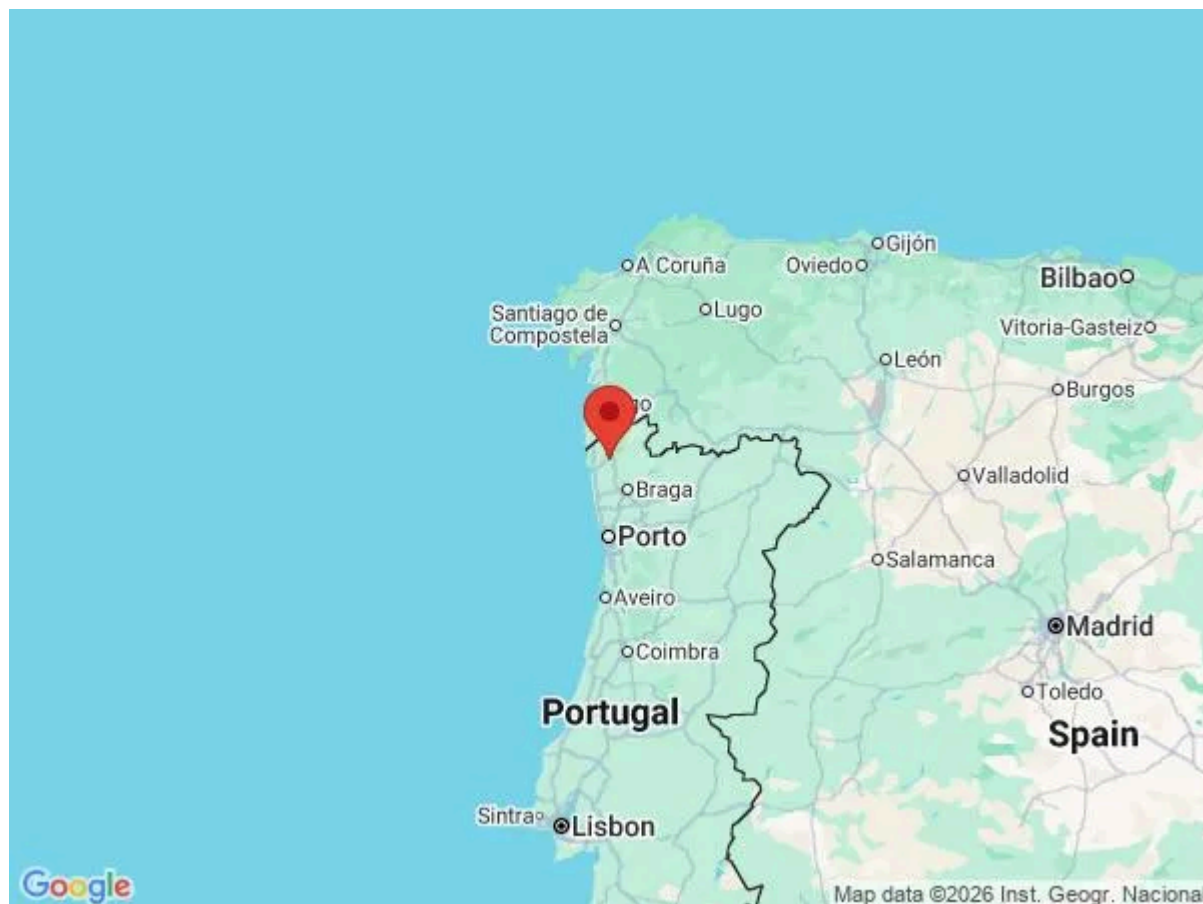 Gijón
A Coruña
Oviedo
Bilbao
Lugo
Santiago de
Compostela
Vitoria-Gasteiz
León
Burgos
go
Valladolid
Braga
Porto
Salamanca
Aveiro
Madrid
Coimbra
Toledo
Portugal
Spain
Sintra
Lisbon
Google
Map data ©2026 Inst. Geogr. Nacional